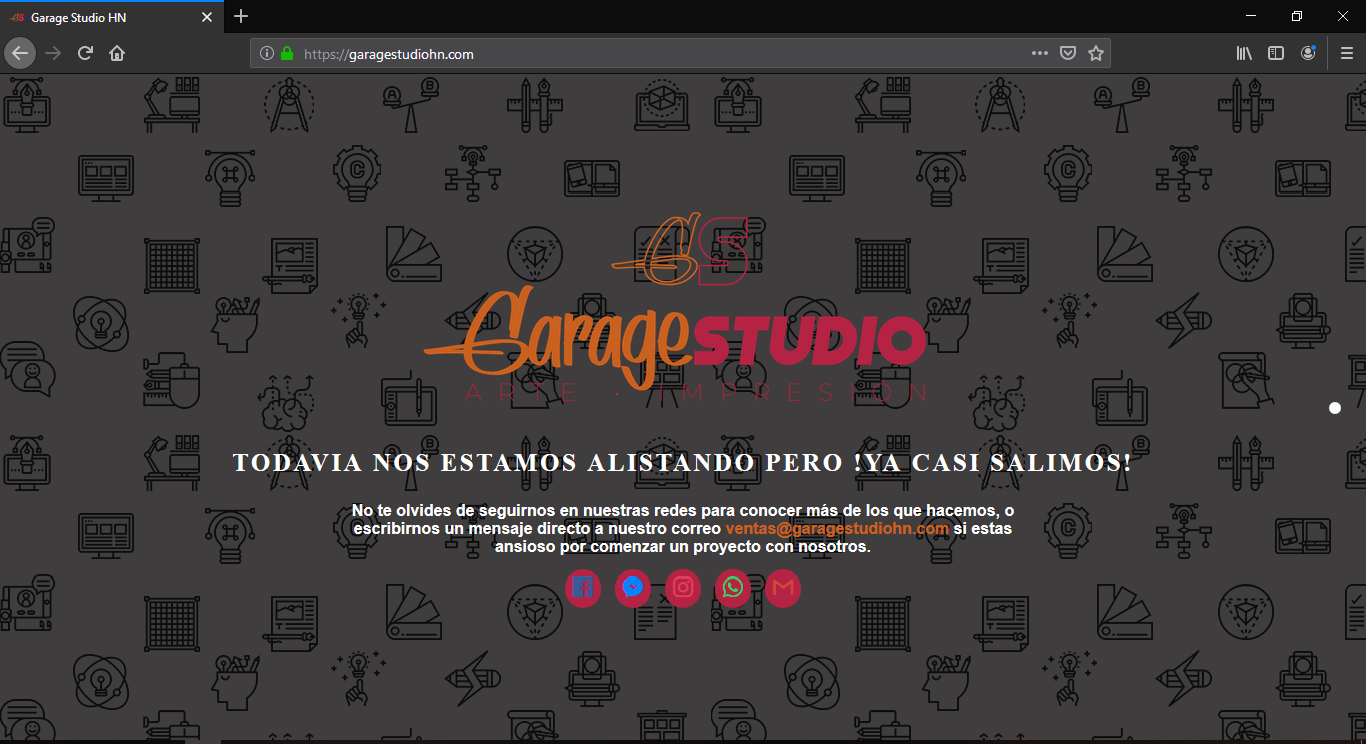 Garage Studio HN
https://garagestudiohn.com
GS
Garage STUDIO
ARTE · IMPRESIÓN
TODAVIA NOS ESTAMOS ALISTANDO PERO !YA CASI SALIMOS!
No te olvides de seguirnos en nuestras redes para conocer más de los que hacemos, o
escribirnos un mensaje directo a nuestro correo ventas@garagestudiohn.com si estas
ansioso por comenzar un proyecto con nosotros.